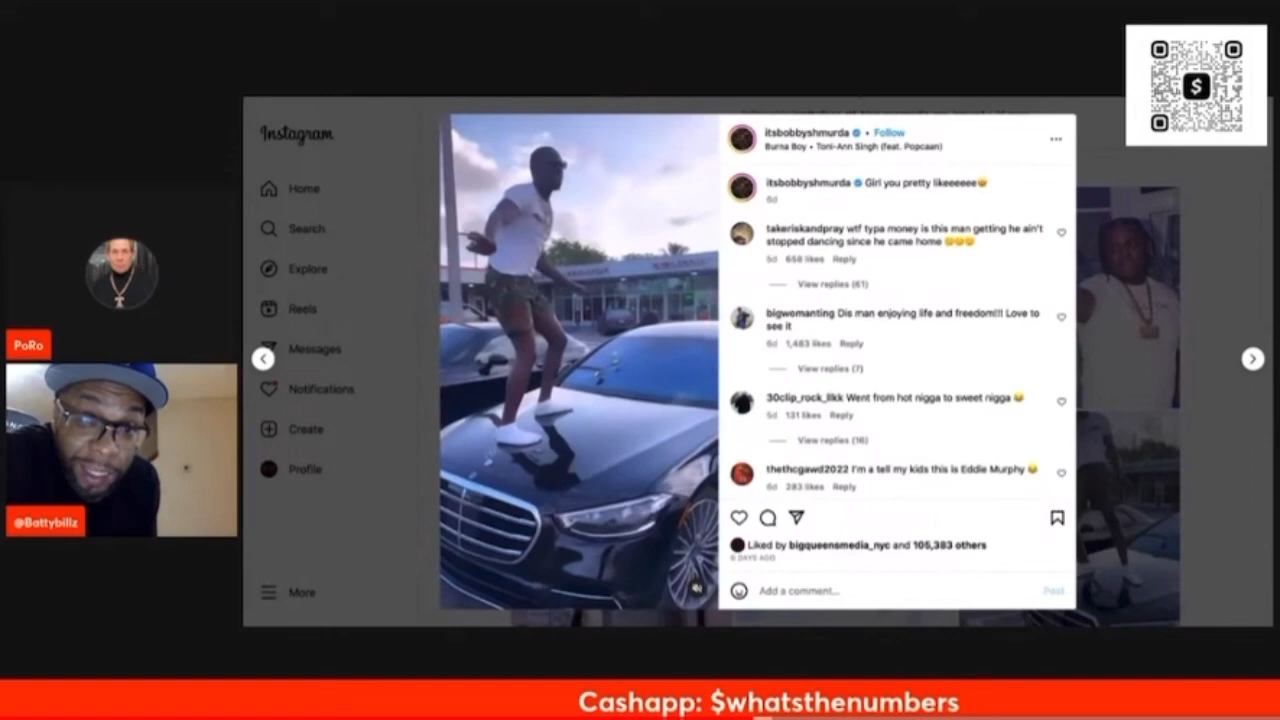 Instagram
Home
Search
Explore
Reels
Messages
Notifications
Create
Profile
More
PoRo
@Battybillz
itsbobbyshmurda • Follow
Burna Boy • Toni-Ann Singh (feat. Popcaan)
itsbobbyshmurda Girl you pretty likeeeeee😍
6d
takeriskandpray wtf typa money is this man getting he ain't
stopped dancing since he came home
5d 658 likes Reply
View replies (61)
bigwomanting Dis man enjoying life and freedom!!! Love to
see it
6d 1,483 likes Reply
View replies (7)
30clip_rock_llkk Went from hot nigga to sweet nigga 😂
5d 131 likes Reply
View replies (16)
thethcgawd2022 I'm a tell my kids this is Eddie Murphy 😂
6d 283 likes Reply
Liked by bigqueensmedia_nyc and 105,383 others
6 DAYS AGO
Add a comment...
Post
$
Cashapp: $whatsthenumbers